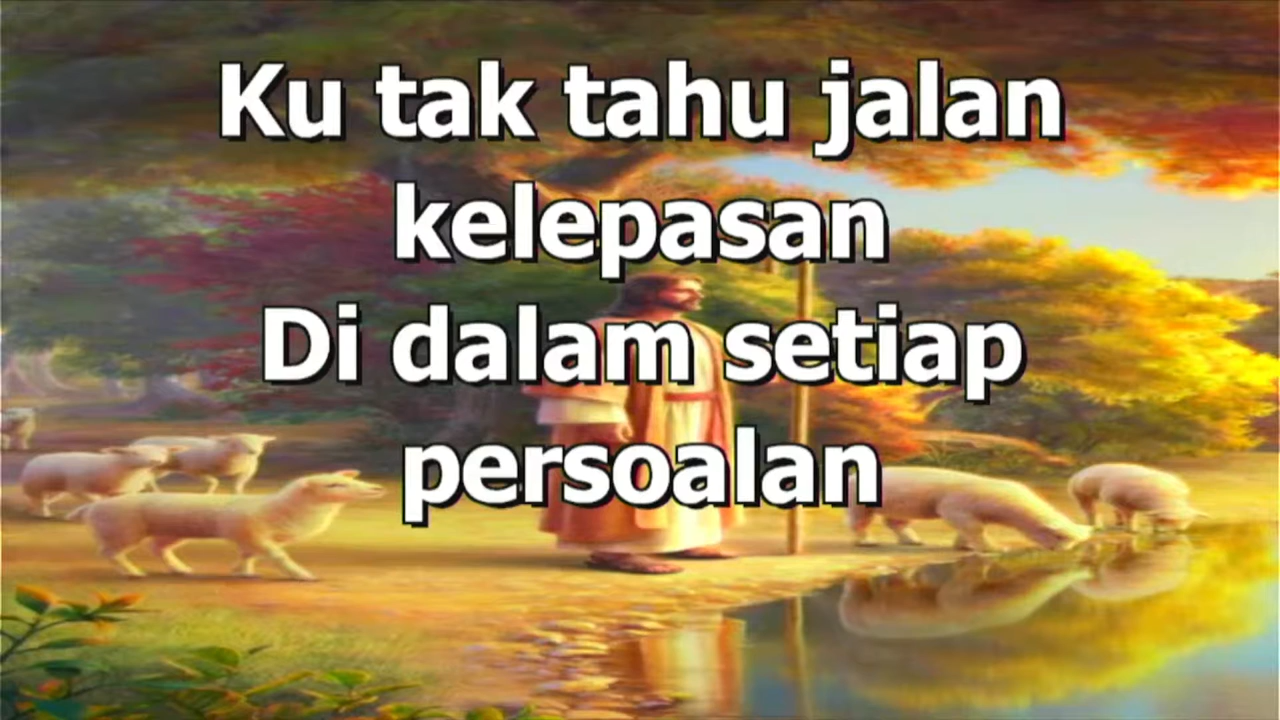 Ku tak tahu jalan
kelepasan
Di dalam setiap
persoalan